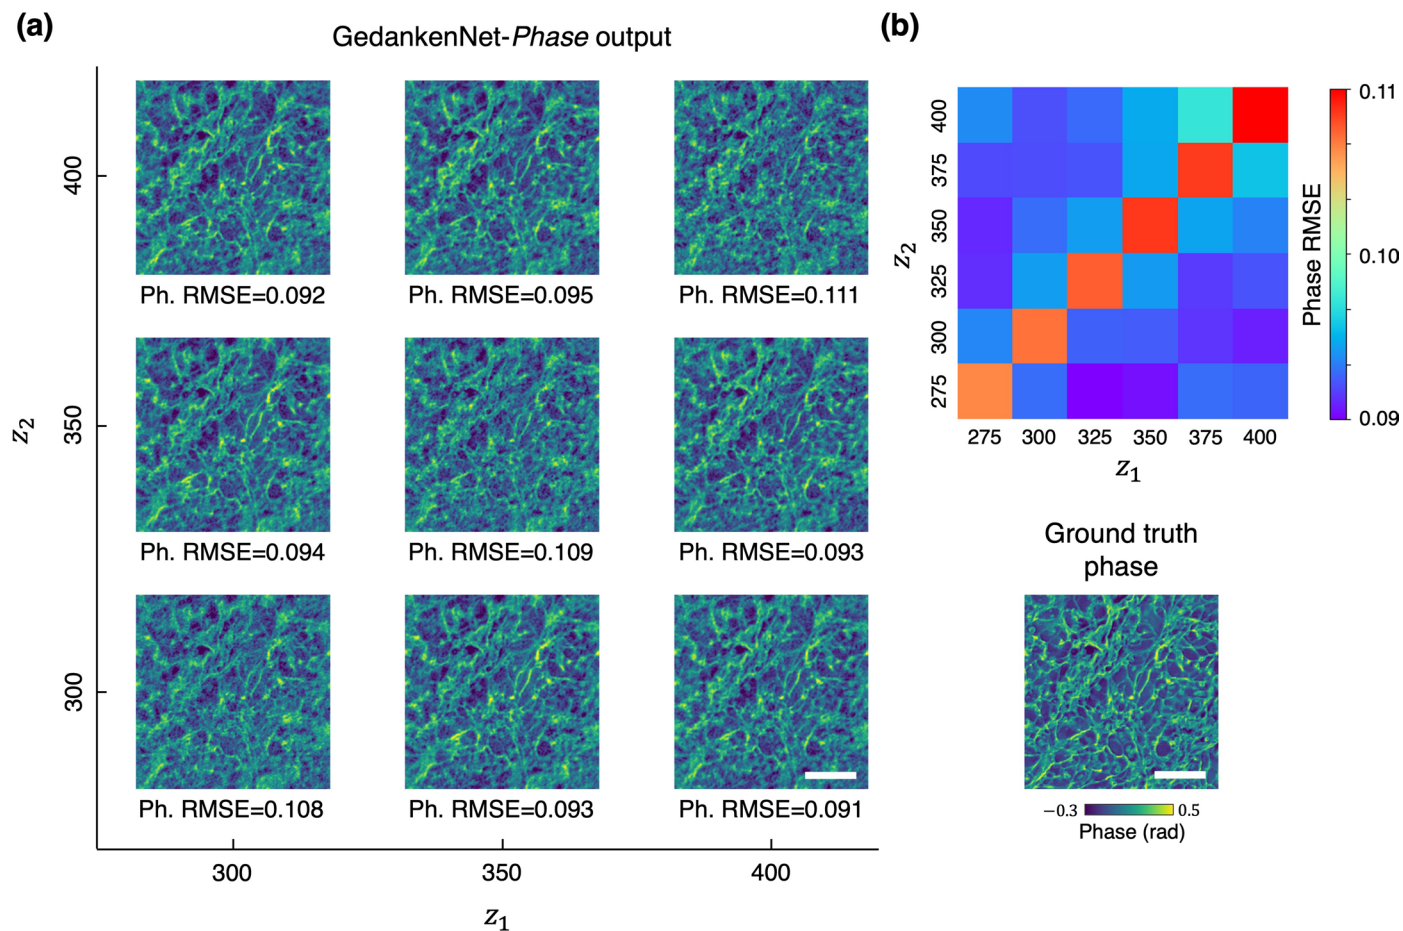 (a)
GedankenNet-Phase output
z2
400
350
300
Ph. RMSE=0.092
Ph. RMSE=0.095
Ph. RMSE=0.111
Ph. RMSE=0.094
Ph. RMSE=0.109
Ph. RMSE=0.093
Ph. RMSE=0.108
Ph. RMSE=0.093
Ph. RMSE=0.091
300
350
400
z1
(b)
z2
400
375
350
325
300
275
275
300
325
350
375
400
z1
Phase RMSE
0.11
0.10
0.09
Ground truth
phase
−0.3
0.5
Phase (rad)